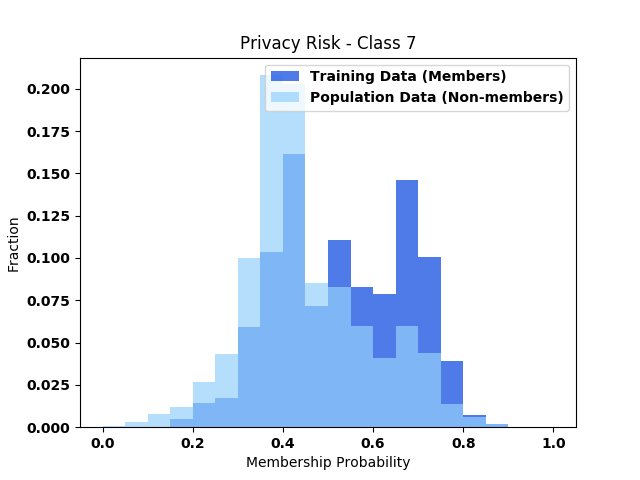 Privacy Risk - Class 7
Training Data (Members)
Population Data (Non-members)
Fraction
0.200
0.175
0.150
0.125
0.100
0.075
0.050
0.025
0.000
0.0 0.2 0.4 0.6 0.8 1.0
Membership Probability